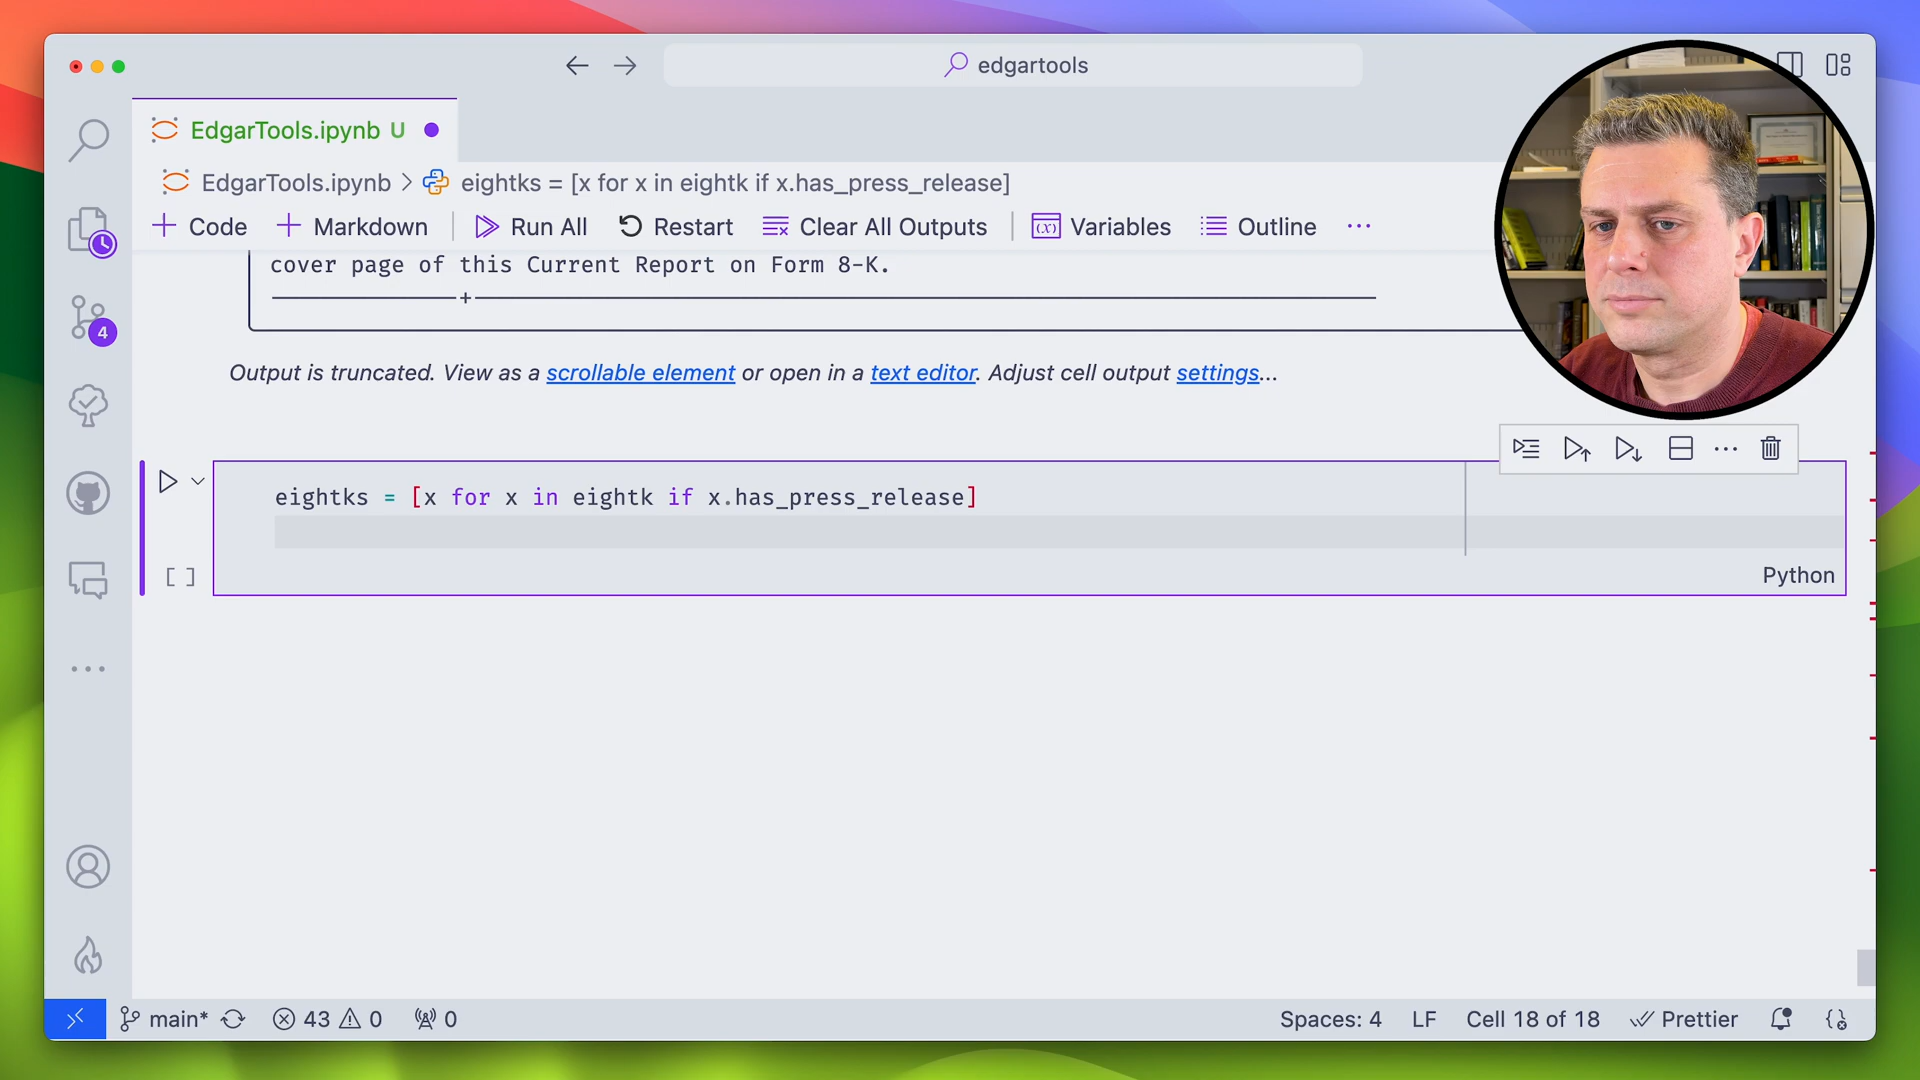 edgartools
EdgarTools.ipynb U
EdgarTools.ipynb > eightks = [x for x in eightk if x.has_press_release]
Code Markdown Run All Restart Clear All Outputs Variables Outline ...
cover page of this Current Report on Form 8-K.
Output is truncated. View as a scrollable element or open in a text editor. Adjust cell output settings...
4
eightks = [x for x in eightk if x.has_press_release]
[ ]
Python
main* 43 0 0 Spaces: 4 LF Cell 18 of 18 Prettier